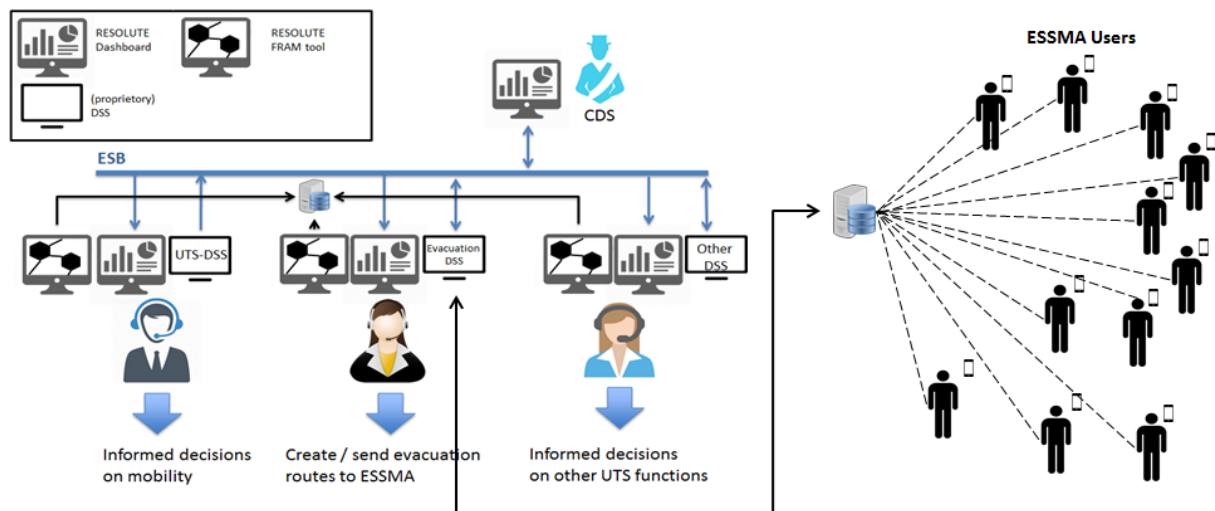 RESOLUTE
Dashboard
RESOLUTE
FRAM tool
(proprietory)
DSS
CDS
ESSMA Users
ESB
UTS-DSS
Evacuation
DSS
Other
DSS
Informed decisions
on mobility
Create / send evacuation
routes to ESSMA
Informed decisions
on other UTS functions